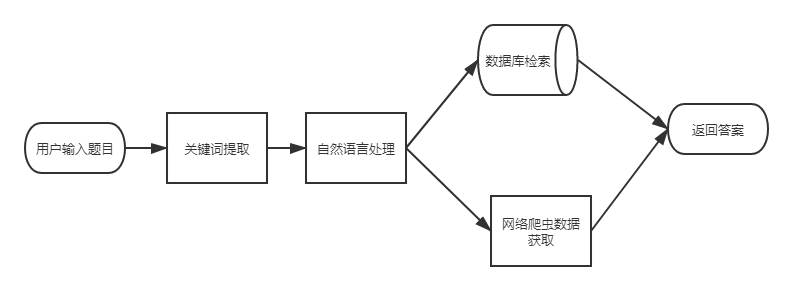 用户输入题目
关键词提取
自然语言处理
数据库检索
网络爬虫数据
获取
返回答案